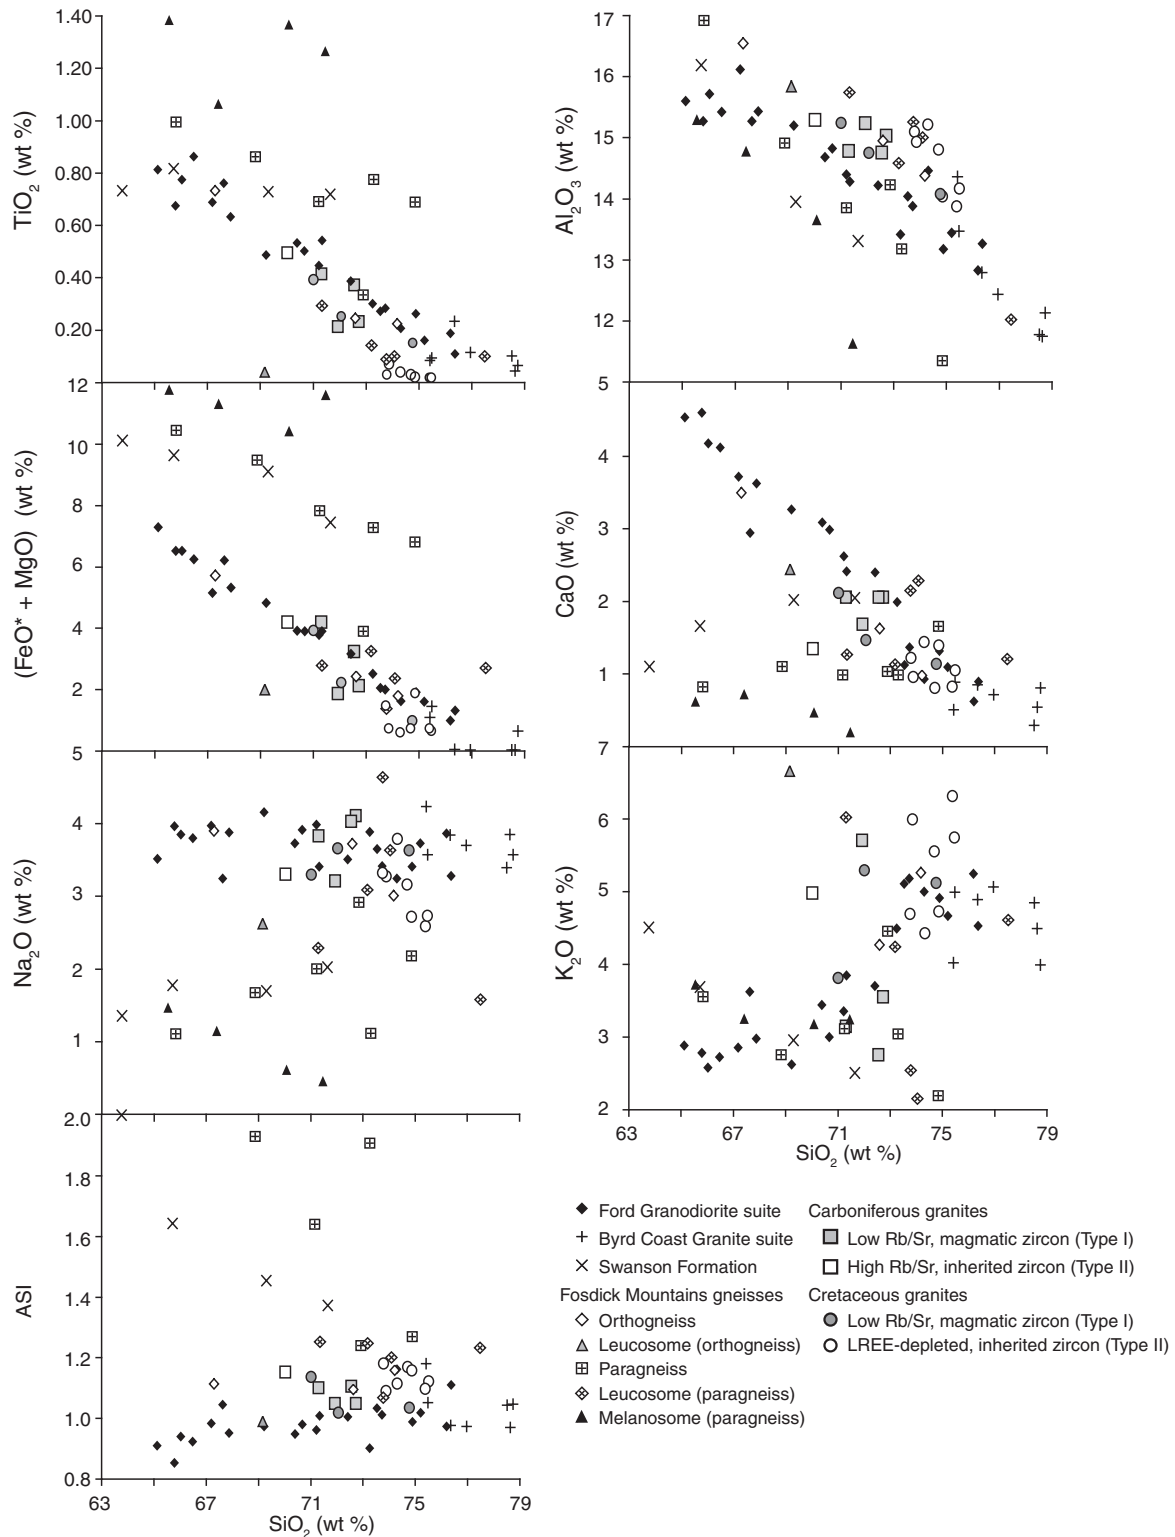 1.40
1.20
1.00
0.80
0.60
0.40
0.20
TiO2 (wt %)
12
10
8
6
4
2
(FeO* + MgO) (wt %)
5
4
3
2
1
Na2O (wt %)
2.0
1.8
1.6
1.4
1.2
1.0
0.8
ASI
63 67 71 75 79
SiO2 (wt %)
17
16
15
14
13
12
Al2O3 (wt %)
5
4
3
2
1
CaO (wt %)
7
6
5
4
3
2
K2O (wt %)
63 67 71 75 79
SiO2 (wt %)
Ford Granodiorite suite
Byrd Coast Granite suite
Swanson Formation
Fosdick Mountains gneisses
Orthogneiss
Leucosome (orthogneiss)
Paragneiss
Leucosome (paragneiss)
Melanosome (paragneiss)
Carboniferous granites
Low Rb/Sr, magmatic zircon (Type I)
High Rb/Sr, inherited zircon (Type II)
Cretaceous granites
Low Rb/Sr, magmatic zircon (Type I)
LREE-depleted, inherited zircon (Type II)